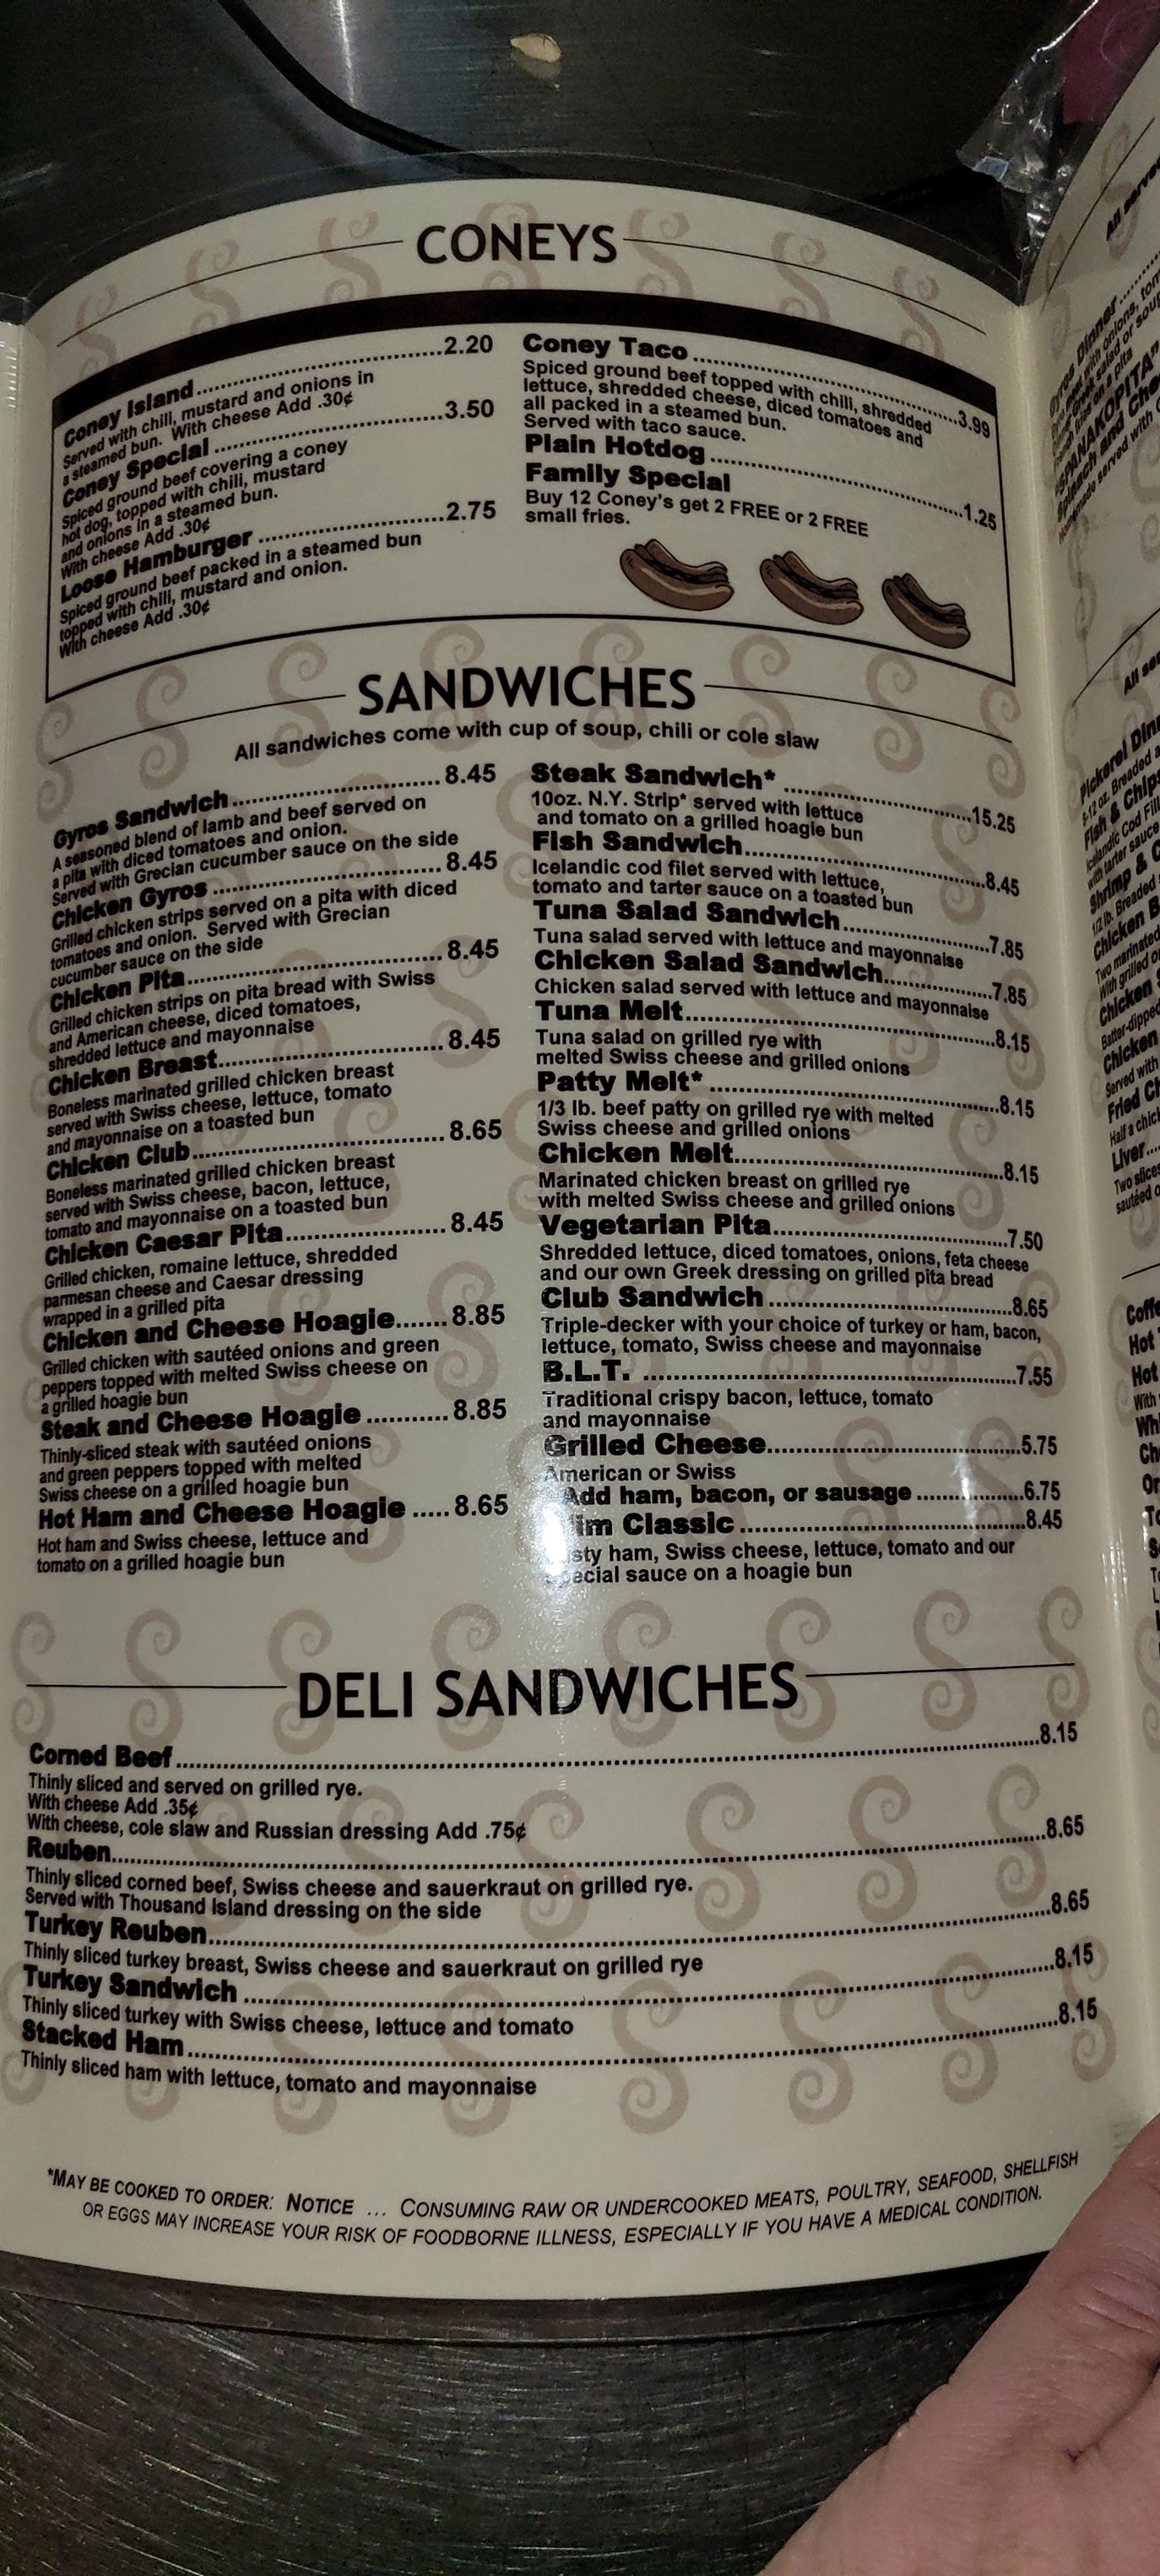 CONEYS
Coney Island..............................2.20
Served with chili, mustard and onions in
a steamed bun. With cheese Add .30¢
Coney Special ..............................3.50
Spiced ground beef covering a coney
hot dog, topped with chili, mustard
and onions in a steamed bun.
With cheese Add .30¢
Loose Hamburger ......................2.75
Spiced ground beef packed in a steamed bun
topped with chili, mustard and onion.
With cheese Add .30¢
Coney Taco..............................3.99
Spiced ground beef topped with chili, shredded
lettuce, shredded cheese, diced tomatoes and
all packed in a steamed bun.
Served with taco sauce.
Plain Hotdog..............................1.25
Family Special
Buy 12 Coney's get 2 FREE or 2 FREE
small fries.
SANDWICHES
All sandwiches come with cup of soup, chili or cole slaw
Gyros Sandwich........................8.45
A seasoned blend of lamb and beef served on
a pita with diced tomatoes and onion.
Served with Grecian cucumber sauce on the side
Chicken Gyros ........................8.45
Grilled chicken strips served on a pita with diced
tomatoes and onion. Served with Grecian
cucumber sauce on the side
Chicken Pita..............................8.45
Grilled chicken strips on pita bread with Swiss
and American cheese, diced tomatoes,
shredded lettuce and mayonnaise
Chicken Breast........................8.45
Boneless marinated grilled chicken breast
served with Swiss cheese, lettuce, tomato
and mayonnaise on a toasted bun
Chicken Club..............................8.65
Boneless marinated grilled chicken breast
served with Swiss cheese, bacon, lettuce,
tomato and mayonnaise on a toasted bun
Chicken Caesar Pita..................8.45
Grilled chicken, romaine lettuce, shredded
parmesan cheese and Caesar dressing
wrapped in a grilled pita
Chicken and Cheese Hoagie.......8.85
Grilled chicken with sautéed onions and green
peppers topped with melted Swiss cheese on
a grilled hoagie bun
Steak and Cheese Hoagie...........8.85
Thinly-sliced steak with sautéed onions
and green peppers topped with melted
Swiss cheese on a grilled hoagie bun
Hot Ham and Cheese Hoagie .....8.65
Hot ham and Swiss cheese, lettuce and
tomato on a grilled hoagie bun
Steak Sandwich* ........................15.25
10oz. N.Y. Strip* served with lettuce
and tomato on a grilled hoagie bun
Fish Sandwich..............................8.45
Icelandic cod filet served with lettuce,
tomato and tarter sauce on a toasted bun
Tuna Salad Sandwich..................7.85
Tuna salad served with lettuce and mayonnaise
Chicken Salad Sandwich............7.85
Chicken salad served with lettuce and mayonnaise
Tuna Melt....................................8.15
Tuna salad on grilled rye with
melted Swiss cheese and grilled onions
Patty Melt*....................................8.15
1/3 lb. beef patty on grilled rye with melted
Swiss cheese and grilled onions
Chicken Melt..............................8.15
Marinated chicken breast on grilled rye
with melted Swiss cheese and grilled onions
Vegetarian Pita..............................7.50
Shredded lettuce, diced tomatoes, onions, feta cheese
and our own Greek dressing on grilled pita bread
Club Sandwich..............................8.65
Triple-decker with your choice of turkey or ham, bacon,
lettuce, tomato, Swiss cheese and mayonnaise
B.L.T. ..........................................7.55
Traditional crispy bacon, lettuce, tomato
and mayonnaise
Grilled Cheese..............................5.75
American or Swiss
Add ham, bacon, or sausage ............6.75
Classic....................................8.45
ham, Swiss cheese, lettuce, tomato and our
special sauce on a hoagie bun
DELI SANDWICHES
Corned Beef..........................................................8.15
Thinly sliced and served on grilled rye.
With cheese Add .35¢
With cheese, cole slaw and Russian dressing Add .75¢
Reuben................................................................8.65
Thinly sliced corned beef, Swiss cheese and sauerkraut on grilled rye.
Served with Thousand Island dressing on the side
Turkey Reuben......................................................8.65
Thinly sliced turkey breast, Swiss cheese and sauerkraut on grilled rye
Turkey Sandwich ..................................................8.15
Thinly sliced turkey with Swiss cheese, lettuce and tomato
Stacked Ham........................................................8.15
Thinly sliced ham with lettuce, tomato and mayonnaise
*MAY BE COOKED TO ORDER: NOTICE ... CONSUMING RAW OR UNDERCOOKED MEATS, POULTRY, SEAFOOD, SHELLFISH
OR EGGS MAY INCREASE YOUR RISK OF FOODBORNE ILLNESS, ESPECIALLY IF YOU HAVE A MEDICAL CONDITION.